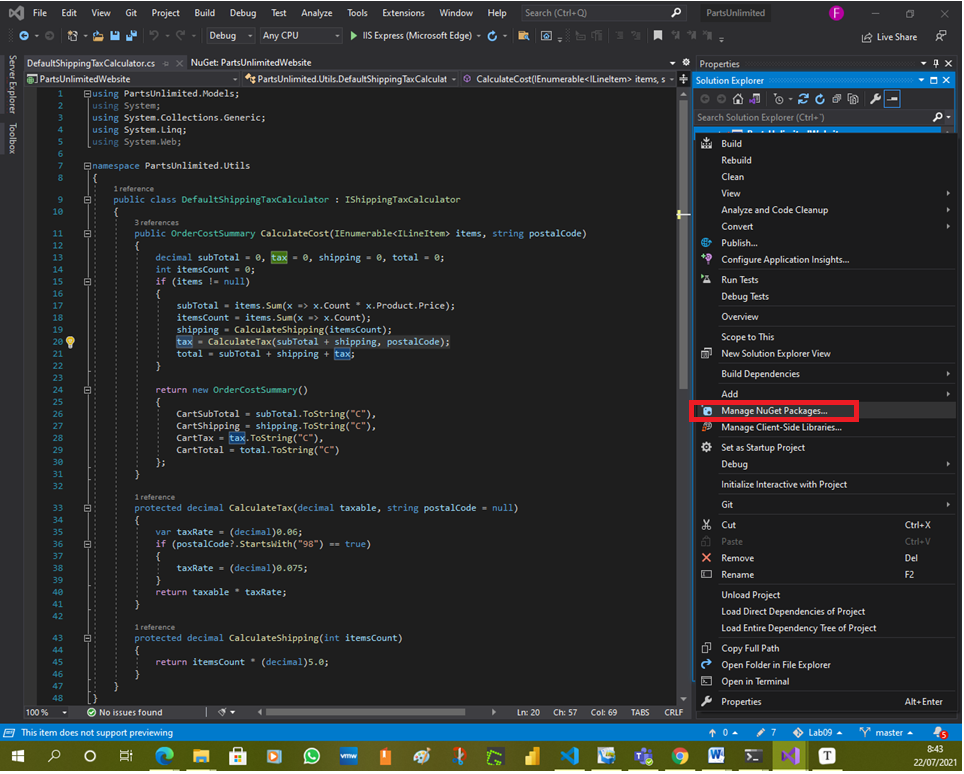 File Edit View Git Project Build Debug Test Analyze Tools Extensions Window Help Search (Ctrl+Q) PartsUnlimited F
Debug Any CPU IIS Express (Microsoft Edge) Live Share
Server Explorer
Toolbox
DefaultShippingTaxCalculator.cs NuGet: PartsUnlimitedWebsite
PartsUnlimitedWebsite PartsUnlimited.Utils.DefaultShippingTaxCalculat CalculateCost(IEnumerable<ILineItem> items, s
1 using PartsUnlimited.Models;
2 using System;
3 using System.Collections.Generic;
4 using System.Linq;
5 using System.Web;
6
7 namespace PartsUnlimited.Utils
8 {
1 reference
9 public class DefaultShippingTaxCalculator : IShippingTaxCalculator
10 {
3 references
11 public OrderCostSummary CalculateCost(IEnumerable<ILineItem> items, string postalCode)
12 {
13 decimal subTotal = 0, tax = 0, shipping = 0, total = 0;
14 int itemsCount = 0;
15 if (items != null)
16 {
17 subTotal = items.Sum(x => x.Count * x.Product.Price);
18 itemsCount = items.Sum(x => x.Count);
19 shipping = CalculateShipping(itemsCount);
20 tax = CalculateTax(subTotal + shipping, postalCode);
21 total = subTotal + shipping + tax;
22 }
23
24 return new OrderCostSummary()
25 {
26 CartSubTotal = subTotal.ToString("C"),
27 CartShipping = shipping.ToString("C"),
28 CartTax = tax.ToString("C"),
29 CartTotal = total.ToString("C")
30 };
31 }
32
1 reference
33 protected decimal CalculateTax(decimal taxable, string postalCode = null)
34 {
35 var taxRate = (decimal)0.06;
36 if (postalCode?.StartsWith("98") == true)
37 {
38 taxRate = (decimal)0.075;
39 }
40 return taxable * taxRate;
41 }
42
1 reference
43 protected decimal CalculateShipping(int itemsCount)
44 {
45 return itemsCount * (decimal)5.0;
46 }
47 }
48 }
100 % No issues found Ln: 20 Ch: 57 Col: 69 TABS CRLF
Properties
Solution Explorer
Search Solution Explorer (Ctrl+¨)
Build
Rebuild
Clean
View
Analyze and Code Cleanup
Convert
Publish...
Configure Application Insights...
Run Tests
Debug Tests
Overview
Scope to This
New Solution Explorer View
Build Dependencies
Add
Manage NuGet Packages...
Manage Client-Side Libraries...
Set as Startup Project
Debug
Initialize Interactive with Project
Git
Cut Ctrl+X
Paste Ctrl+V
Remove Del
Rename F2
Unload Project
Load Direct Dependencies of Project
Load Entire Dependency Tree of Project
Copy Full Path
Open Folder in File Explorer
Open in Terminal
Properties Alt+Enter
This item does not support previewing 0 7 Lab09 master 5
vmw W T
8:43
22/07/2021